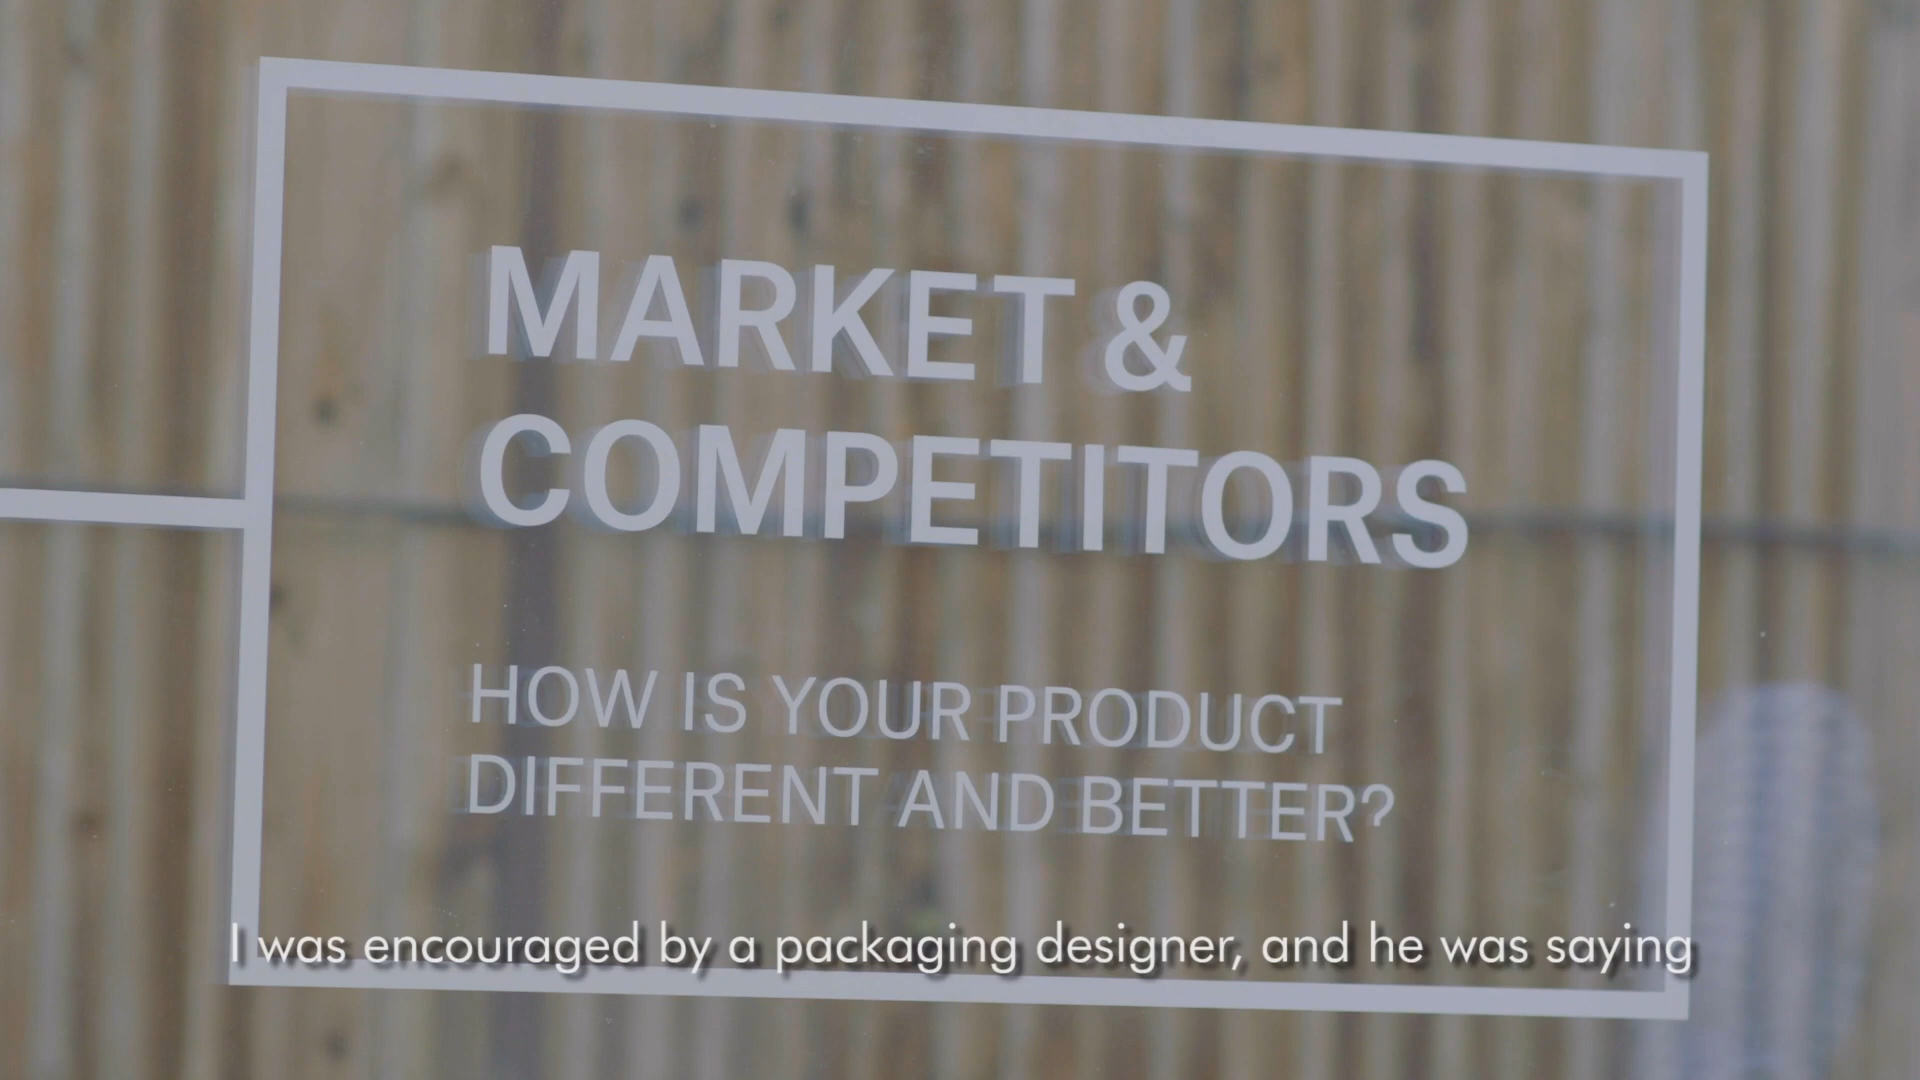 MARKET &
COMPETITORS
HOW IS YOUR PRODUCT
DIFFERENT AND BETTER?
I was encouraged by a packaging designer, and he was saying